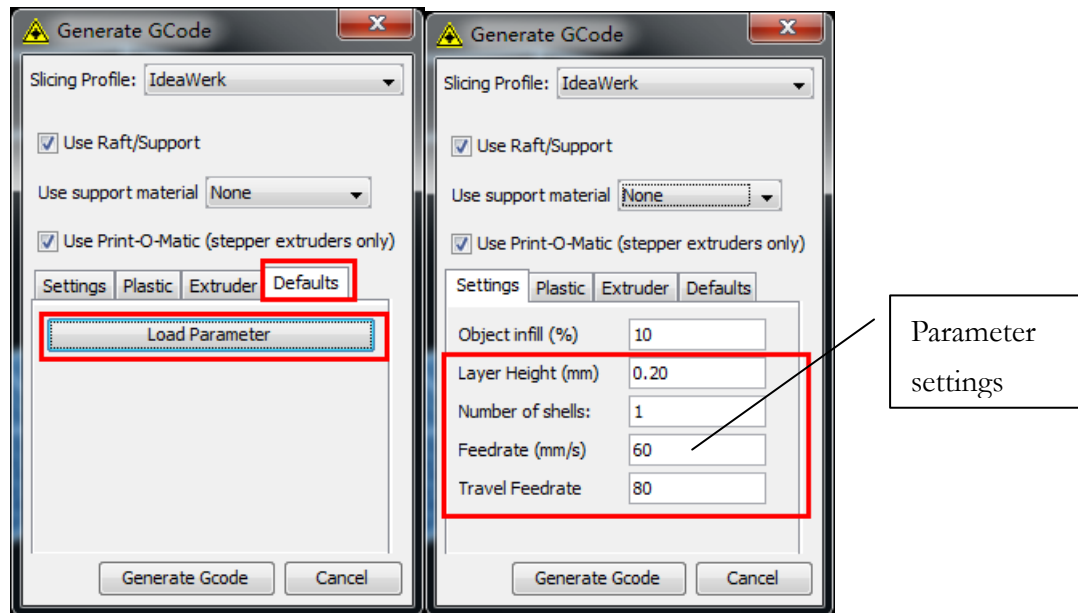 Generate GCode
Slicing Profile: IdeaWerk
Use Raft/Support
Use support material None
Use Print-O-Matic (stepper extruders only)
Settings Plastic Extruder Defaults
Load Parameter
Generate Gcode Cancel
Generate GCode
Slicing Profile: IdeaWerk
Use Raft/Support
Use support material None
Use Print-O-Matic (stepper extruders only)
Settings Plastic Extruder Defaults
Object infill (%) 10
Layer Height (mm) 0.20
Number of shells: 1
Feedrate (mm/s) 60
Travel Feedrate 80
Generate Gcode Cancel
Parameter
settings